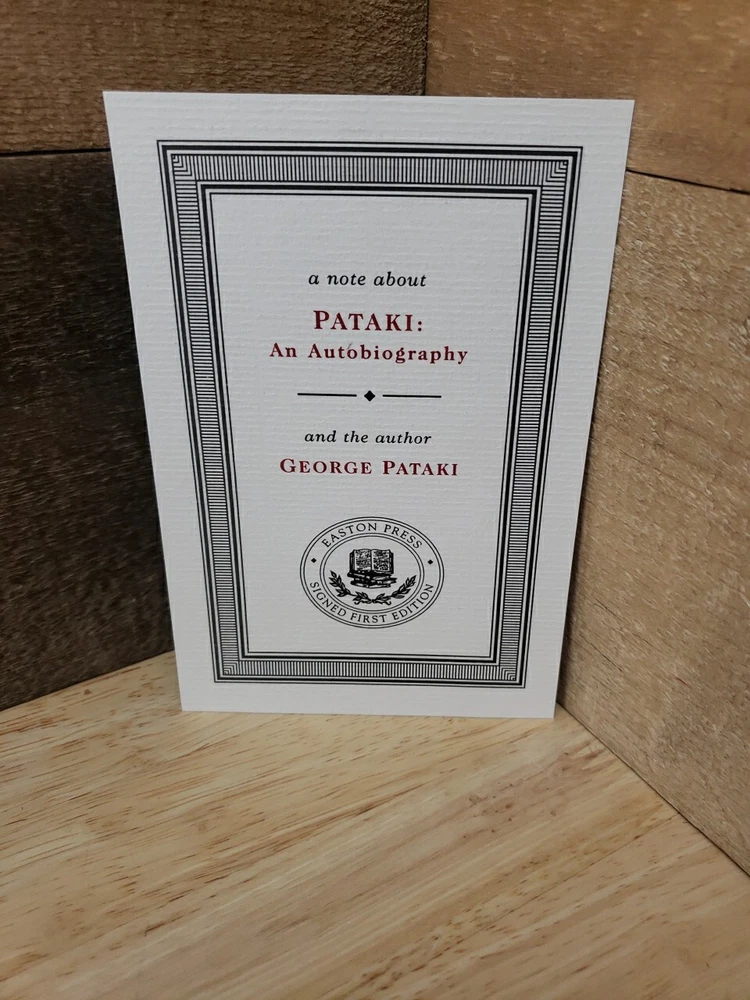 a note about
PATAKI:
An Autobiography
and the author
GEORGE PATAKI
EASTON PRESS
SIGNED FIRST EDITION